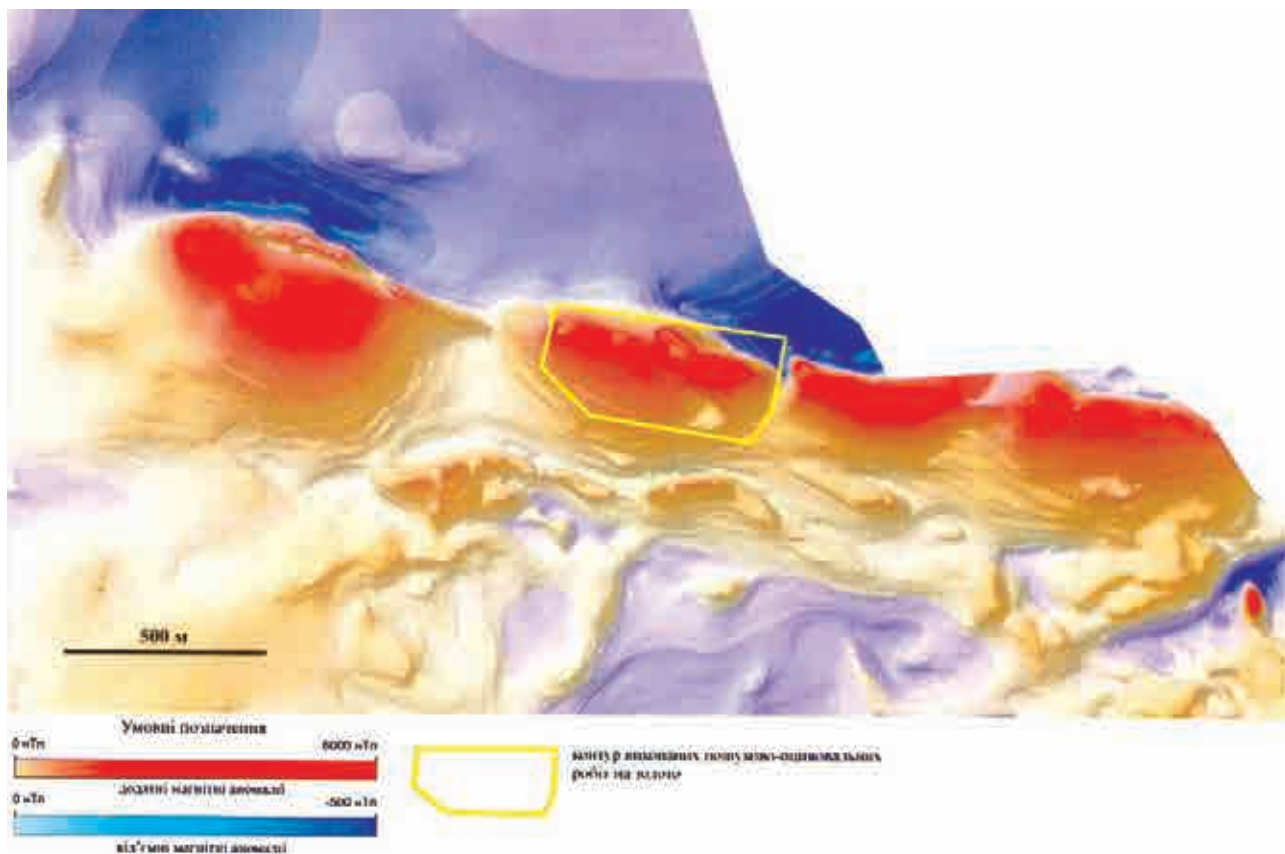 500 м
Умовні позначення
0 нТл 6000 нТл
додатні магнітні аномалії
0 нТл -500 нТл
від'ємні магнітні аномалії
контур виконаних пошуково-оцінювальних
робіт на золото